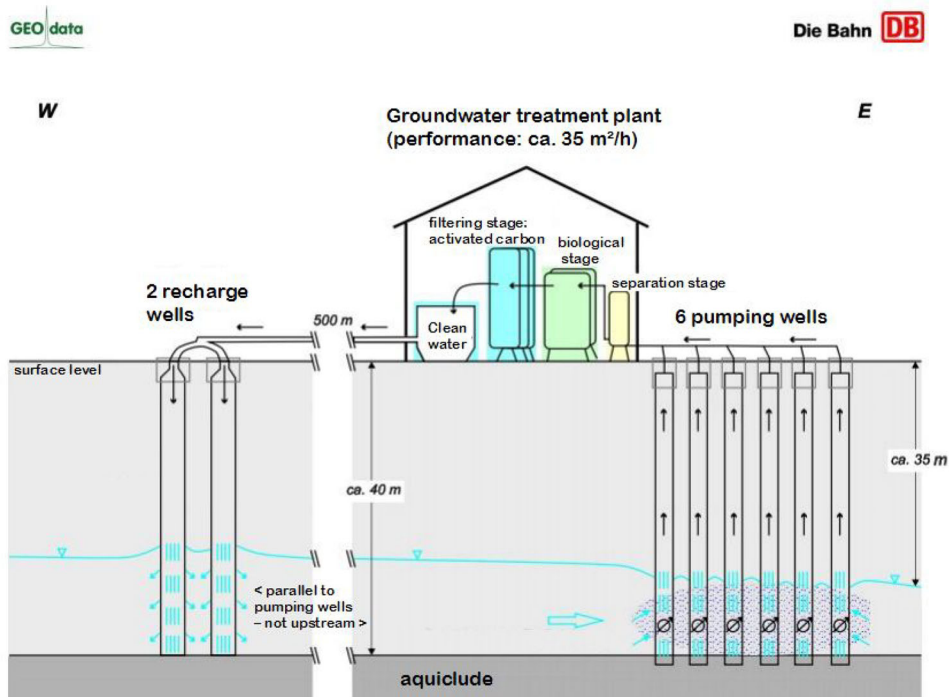 GEO data
Die Bahn DB
W
E
Groundwater treatment plant
(performance: ca. 35 m²/h)
filtering stage:
activated carbon
biological
stage
separation stage
2 recharge
wells
500 m
Clean
water
6 pumping wells
surface level
ca. 40 m
ca. 35 m
< parallel to
pumping wells
– not upstream >
aquiclude